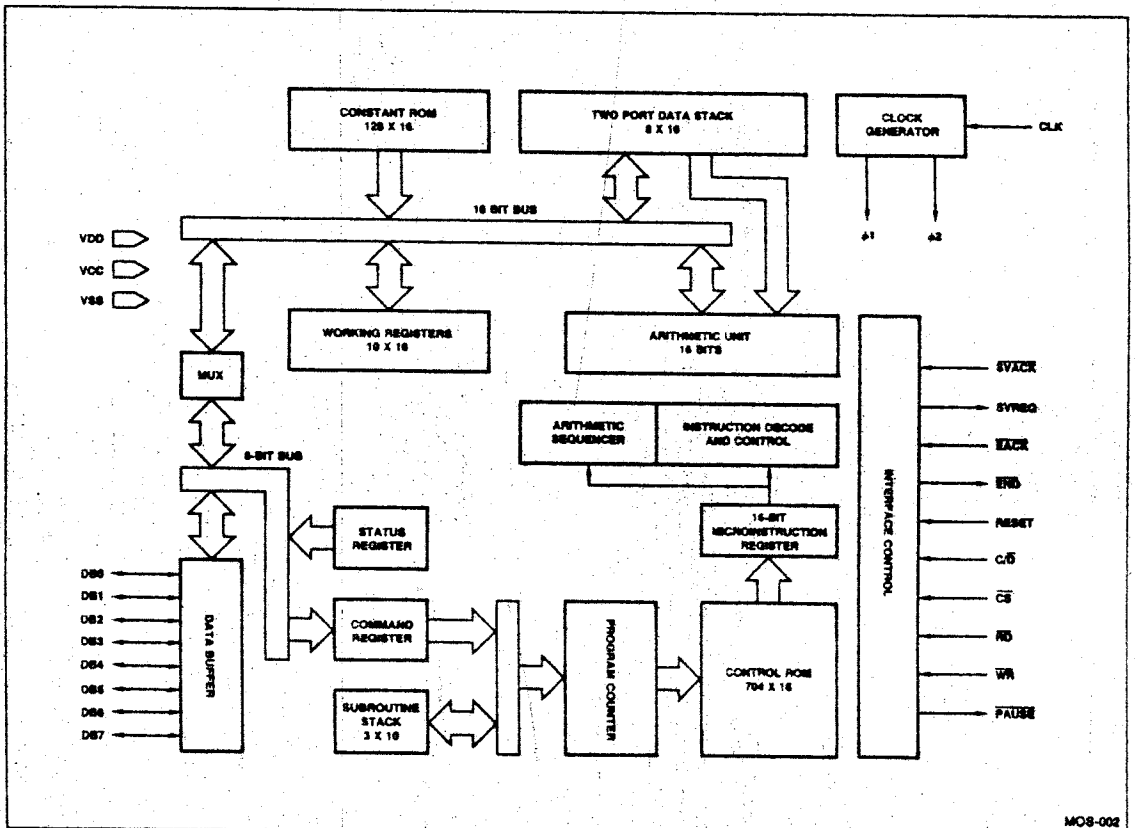 CONSTANT ROM
128 X 16
TWO PORT DATA STACK
8 X 16
CLOCK
GENERATOR
CLK
16 BIT BUS
φ1
φ2
VDD
VCC
VSS
WORKING REGISTERS
10 X 16
ARITHMETIC UNIT
16 BITS
MUX
SVACK
SVREQ
EACK
END
RESET
C/D
CS
RD
WR
PAUSE
INTERFACE CONTROL
ARITHMETIC
SEQUENCER
INSTRUCTION DECODE
AND CONTROL
8-BIT BUS
16-BIT
MICROINSTRUCTION
REGISTER
STATUS
REGISTER
DB0
DB1
DB2
DB3
DB4
DB5
DB6
DB7
DATA BUFFER
COMMAND
REGISTER
SUBROUTINE
STACK
3 X 10
PROGRAM COUNTER
CONTROL ROM
704 X 16
MOS-002